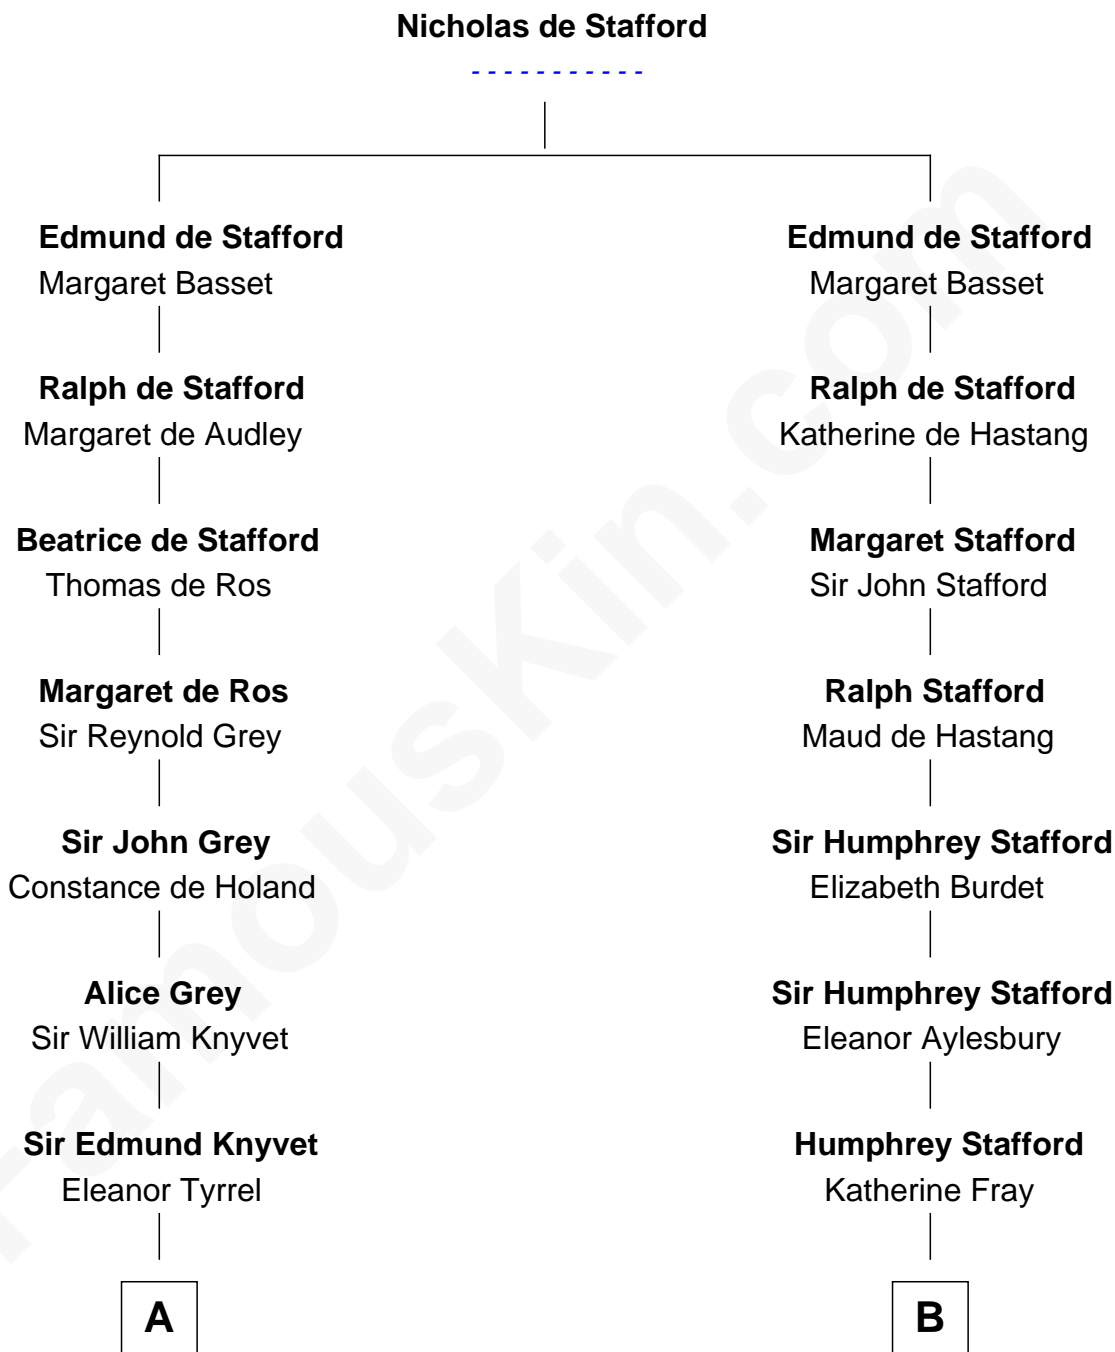 Nicholas de Stafford
- - - - - - - - - - -
Edmund de Stafford
Margaret Basset
Edmund de Stafford
Margaret Basset
Ralph de Stafford
Margaret de Audley
Ralph de Stafford
Katherine de Hastang
Beatrice de Stafford
Thomas de Ros
Margaret Stafford
Sir John Stafford
Margaret de Ros
Sir Reynold Grey
Ralph Stafford
Maud de Hastang
Sir John Grey
Constance de Holand
Sir Humphrey Stafford
Elizabeth Burdet
Alice Grey
Sir William Knyvet
Sir Humphrey Stafford
Eleanor Aylesbury
Sir Edmund Knyvet
Eleanor Tyrrel
Humphrey Stafford
Katherine Fray
A
B
FamousKin.com